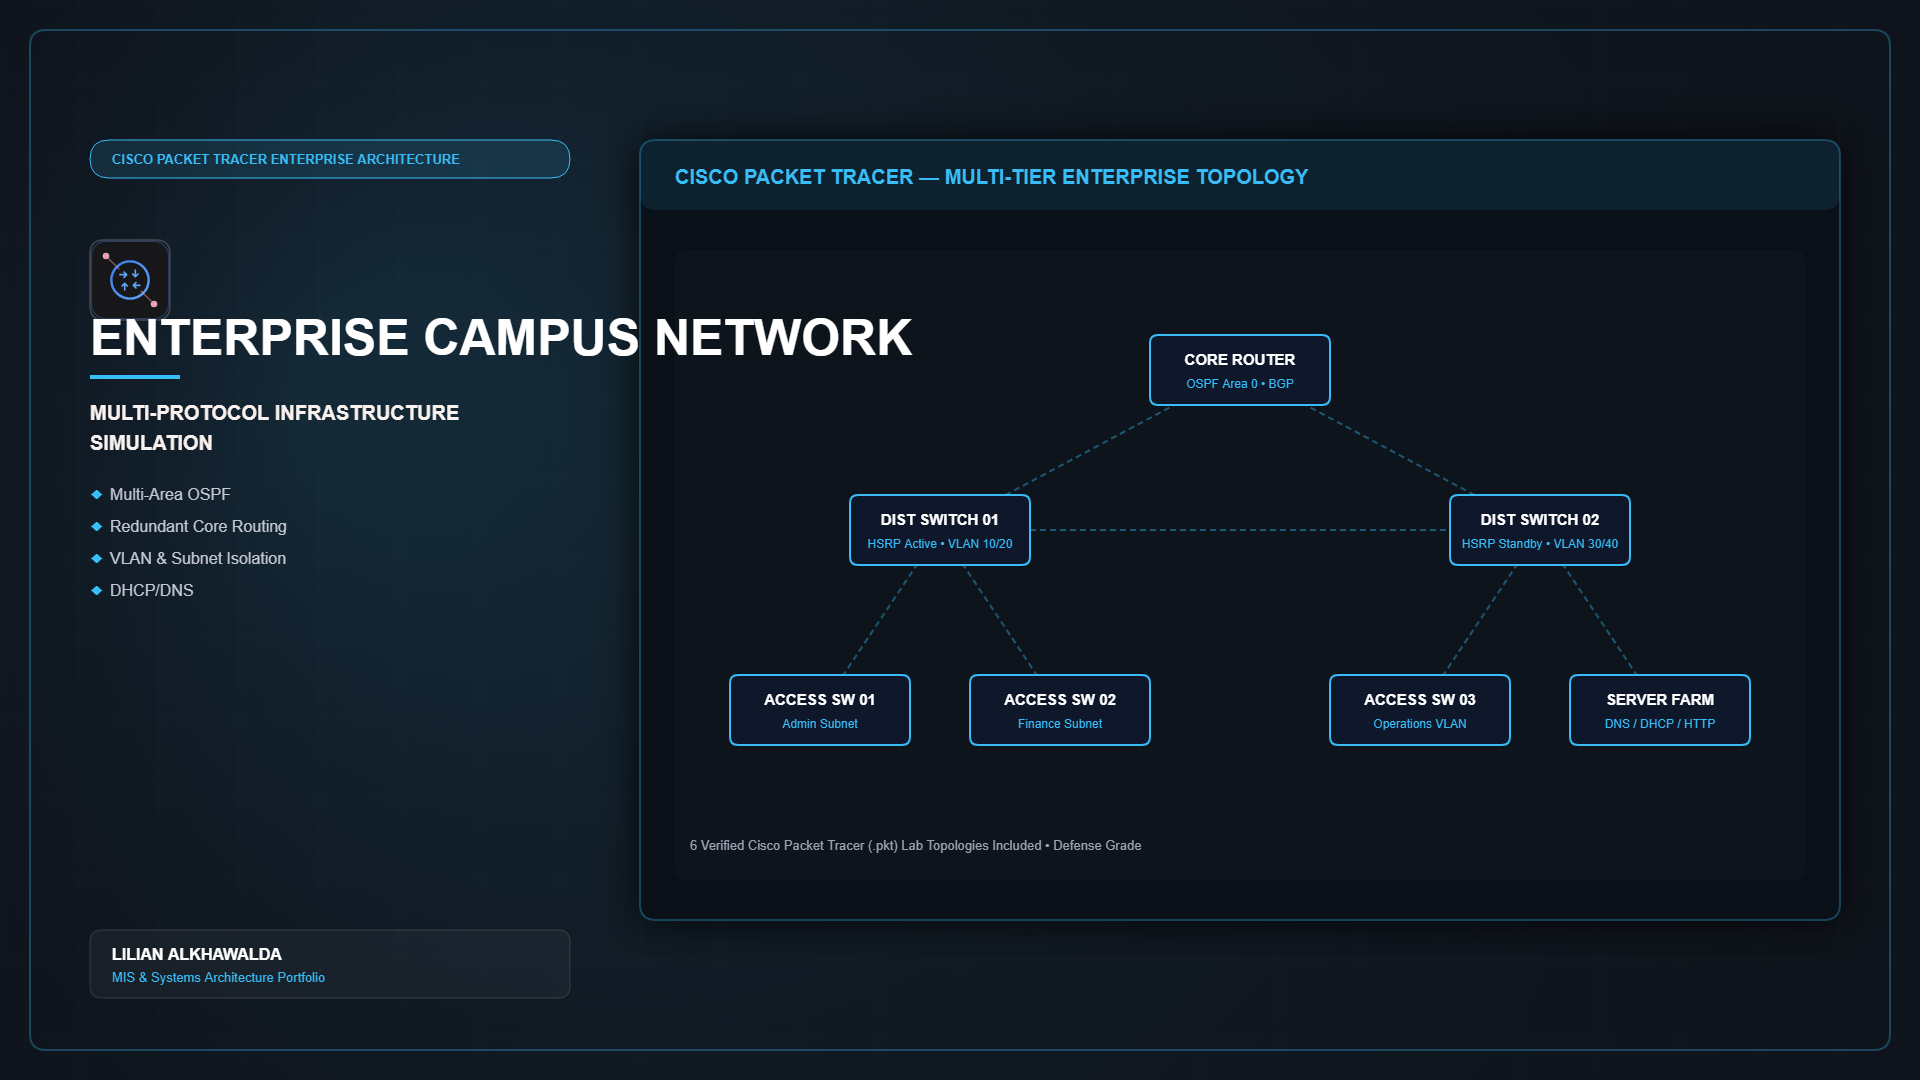 CISCO PACKET TRACER ENTERPRISE ARCHITECTURE
ENTERPRISE CAMPUS NETWORK
MULTI-PROTOCOL INFRASTRUCTURE
SIMULATION
Multi-Area OSPF
Redundant Core Routing
VLAN & Subnet Isolation
DHCP/DNS
LILIAN ALKHAWALDA
MIS & Systems Architecture Portfolio
CISCO PACKET TRACER — MULTI-TIER ENTERPRISE TOPOLOGY
CORE ROUTER
OSPF Area 0 • BGP
DIST SWITCH 01
HSRP Active • VLAN 10/20
DIST SWITCH 02
HSRP Standby • VLAN 30/40
ACCESS SW 01
Admin Subnet
ACCESS SW 02
Finance Subnet
ACCESS SW 03
Operations VLAN
SERVER FARM
DNS / DHCP / HTTP
6 Verified Cisco Packet Tracer (.pkt) Lab Topologies Included • Defense Grade